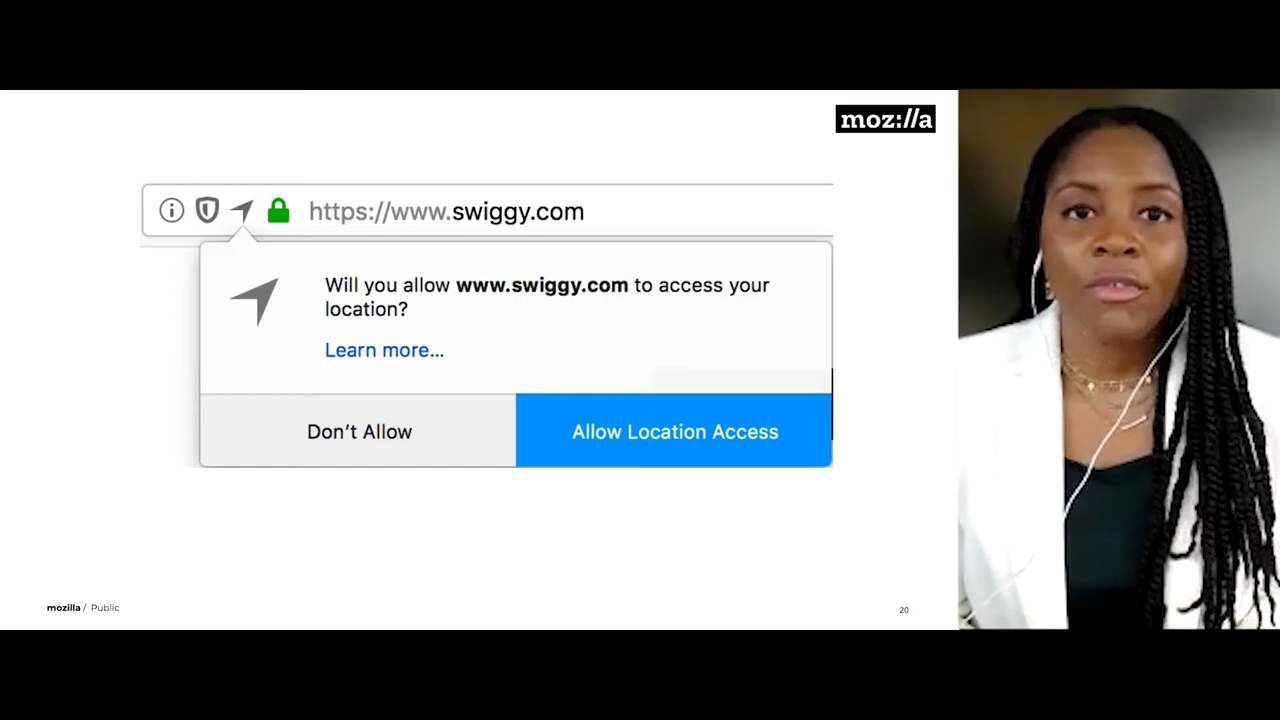 moz://a
https://www.swiggy.com
Will you allow www.swiggy.com to access your
location?
Learn more...
Don't Allow
Allow Location Access
mozilla / Public
20